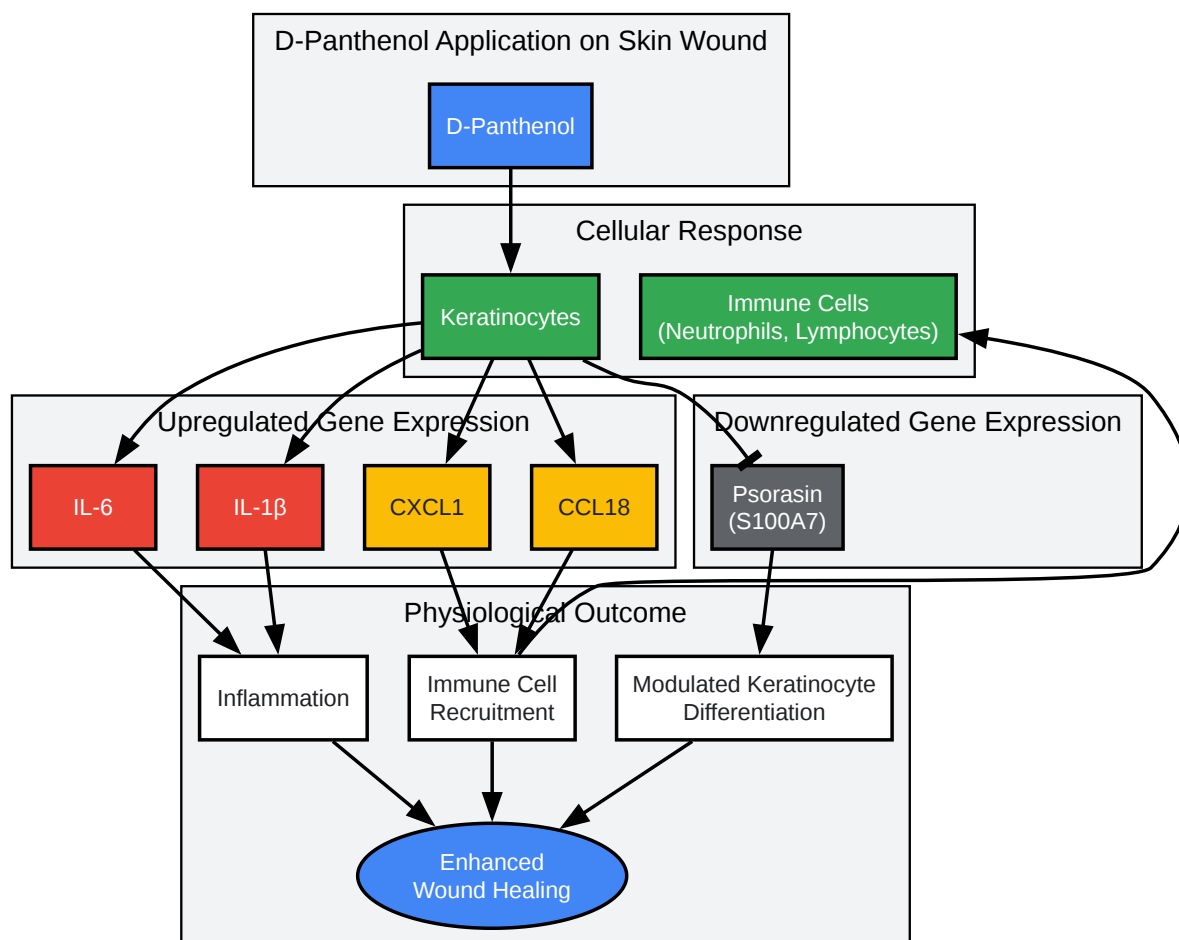 D-Panthenol Application on Skin Wound
D-Panthenol
Cellular Response
Keratinocytes
Immune Cells
(Neutrophils, Lymphocytes)
Upregulated Gene Expression
Downregulated Gene Expression
IL-6
IL-1β
CXCL1
CCL18
Psorasin
(S100A7)
Physiological Outcome
Inflammation
Immune Cell
Recruitment
Modulated Keratinocyte
Differentiation
Enhanced
Wound Healing